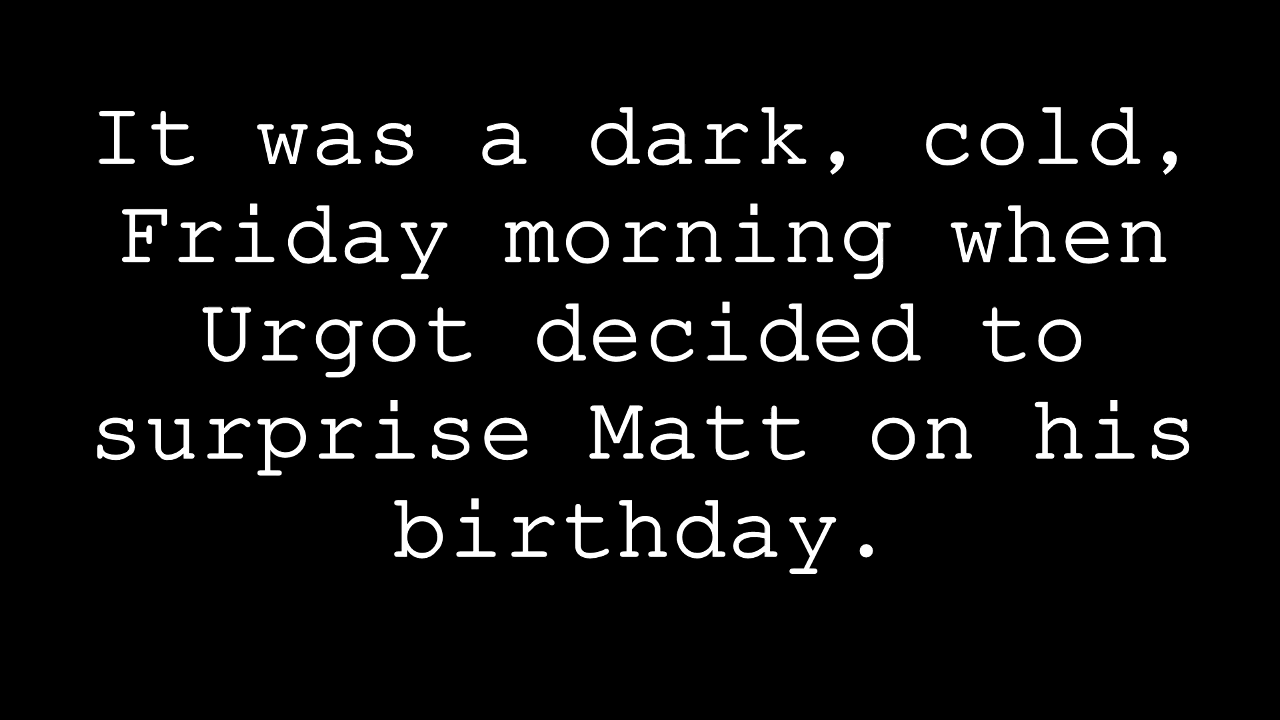 It was a dark, cold,
Friday morning when
Urgot decided to
surprise Matt on his
birthday.